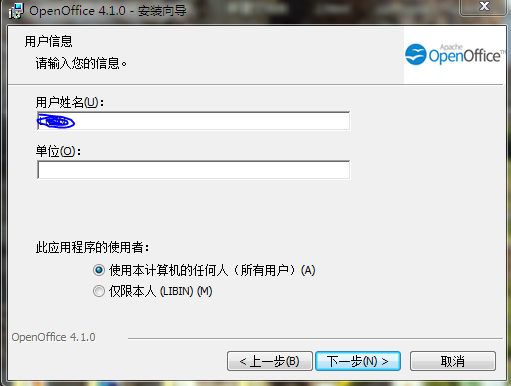 OpenOffice 4.1.0 - 安装向导
用户信息
请输入您的信息。
Apache
OpenOffice™
用户姓名(U)：
单位(O)：
此应用程序的使用者：
使用本计算机的任何人（所有用户）(A)
仅限本人 (LIBIN) (M)
OpenOffice 4.1.0
< 上一步(B)
下一步(N) >
取消